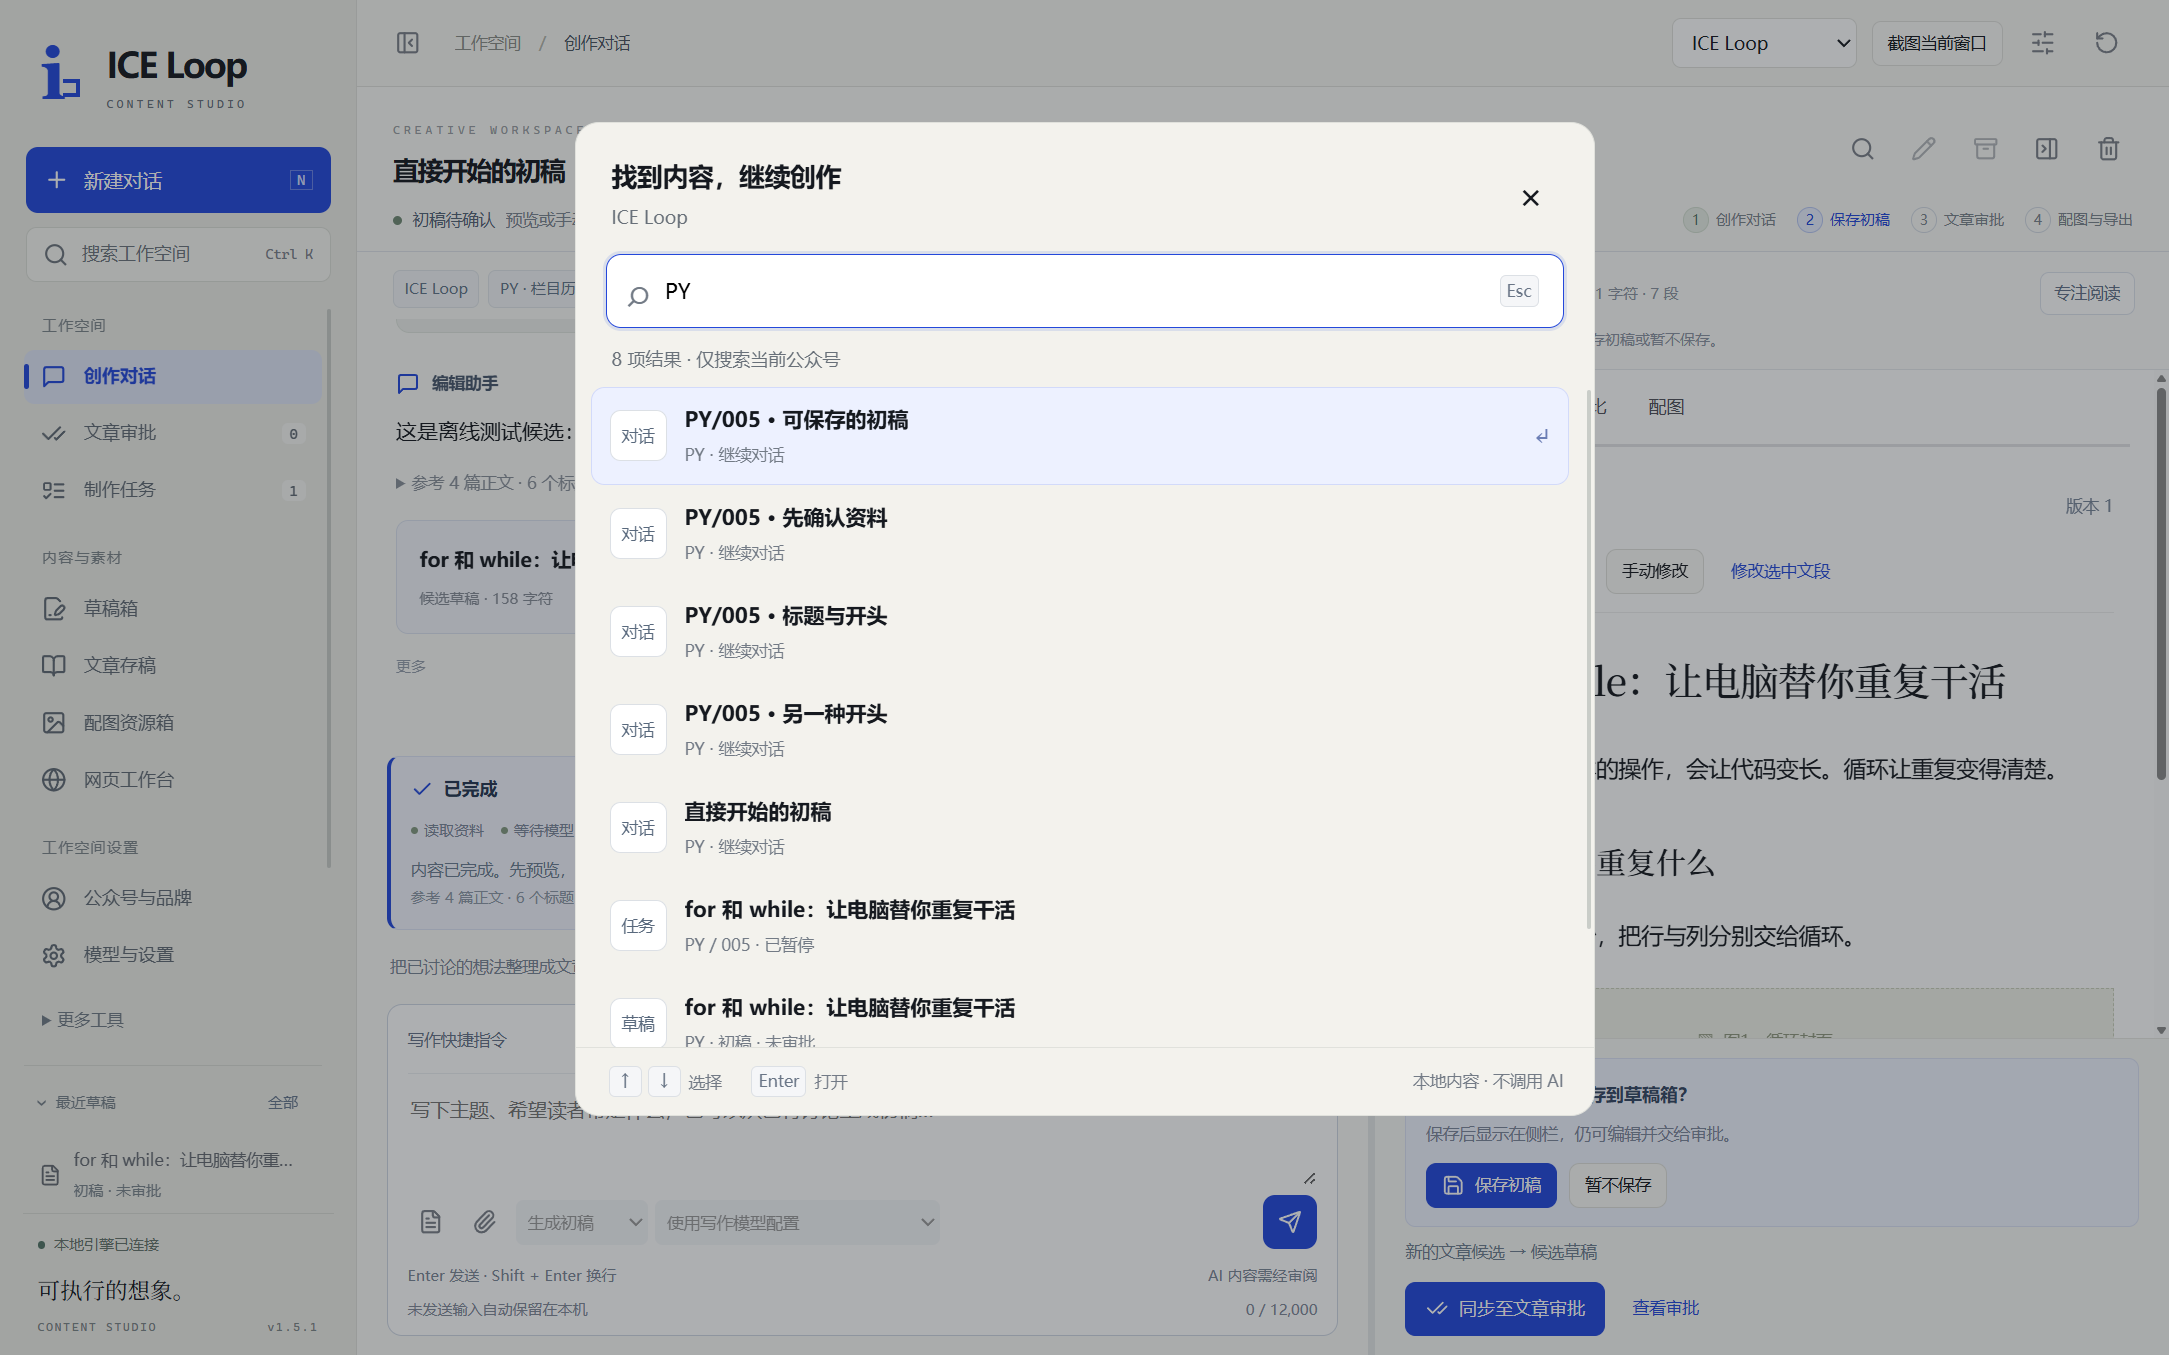 ICE Loop
CONTENT STUDIO
新建对话 N
搜索工作空间 Ctrl K
工作空间
创作对话
文章审批 0
制作任务 1
内容与素材
草稿箱
文章存稿
配图资源箱
网页工作台
工作空间设置
公众号与品牌
模型与设置
更多工具
最近草稿 全部
for 和 while：让电脑替你重...
初稿 · 未审批
本地引擎已连接
可执行的想象。
CONTENT STUDIO v1.5.1
工作空间 / 创作对话
ICE Loop
截图当前窗口
CREATIVE WORKSPACE
直接开始的初稿
初稿待确认 预览或手
1 创作对话
2 保存初稿
3 文章审批
4 配图与导出
ICE Loop
PY · 栏目历
编辑助手
这是离线测试候选：
参考 4 篇正文 · 6 个标
for 和 while：让
候选草稿 · 158 字符
更多
已完成
读取资料 等待模型
内容已完成。先预览，
参考 4 篇正文 · 6 个标题
把已讨论的想法整理成文
写作快捷指令
写下主题、希望读者
生成初稿
使用写作模型配置
Enter 发送 · Shift + Enter 换行
AI 内容需经审阅
未发送输入自动保留在本机
0 / 12,000
找到内容，继续创作
ICE Loop
PY Esc
8 项结果 · 仅搜索当前公众号
对话
PY/005 • 可保存的初稿
PY · 继续对话
对话
PY/005 • 先确认资料
PY · 继续对话
对话
PY/005 • 标题与开头
PY · 继续对话
对话
PY/005 • 另一种开头
PY · 继续对话
对话
直接开始的初稿
PY · 继续对话
任务
for 和 while：让电脑替你重复干活
PY / 005 · 已暂停
草稿
for 和 while：让电脑替你重复干活
PY · 初稿 · 未审批
↑ ↓ 选择 Enter 打开
本地内容 · 不调用 AI
1 字符 · 7 段
专注阅读
存初稿或暂不保存。
配图
版本 1
手动修改
修改选中文段
le：让电脑替你重复干活
的操作，会让代码变长。循环让重复变得清楚。
重复什么
，把行与列分别交给循环。
存到草稿箱？
保存后显示在侧栏，仍可编辑并交给审批。
保存初稿
暂不保存
新的文章候选 → 候选草稿
同步至文章审批
查看审批